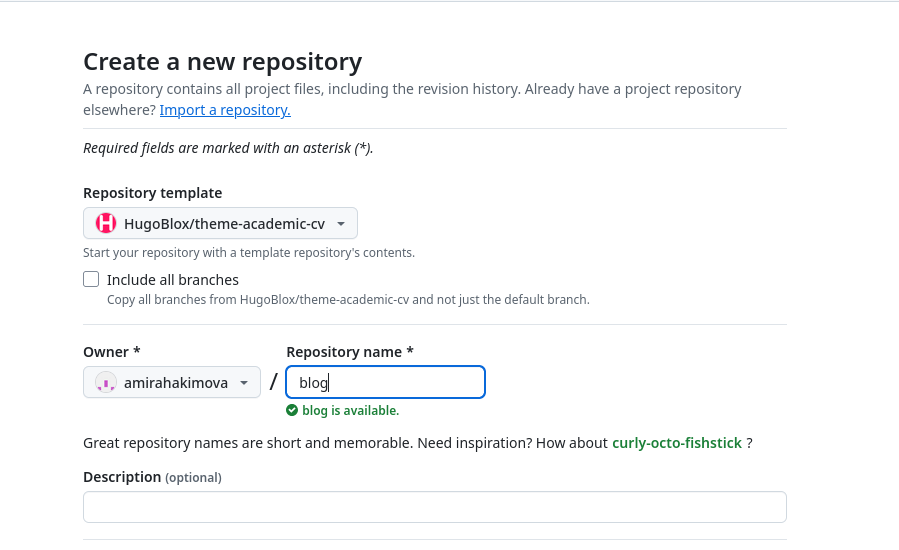 Create a new repository
A repository contains all project files, including the revision history. Already have a project repository
elsewhere? Import a repository.
Required fields are marked with an asterisk (*).
Repository template
HugoBlox/theme-academic-cv
Start your repository with a template repository's contents.
Include all branches
Copy all branches from HugoBlox/theme-academic-cv and not just the default branch.
Owner * Repository name *
amirahakimova / blog
blog is available.
Great repository names are short and memorable. Need inspiration? How about curly-octo-fishstick ?
Description (optional)